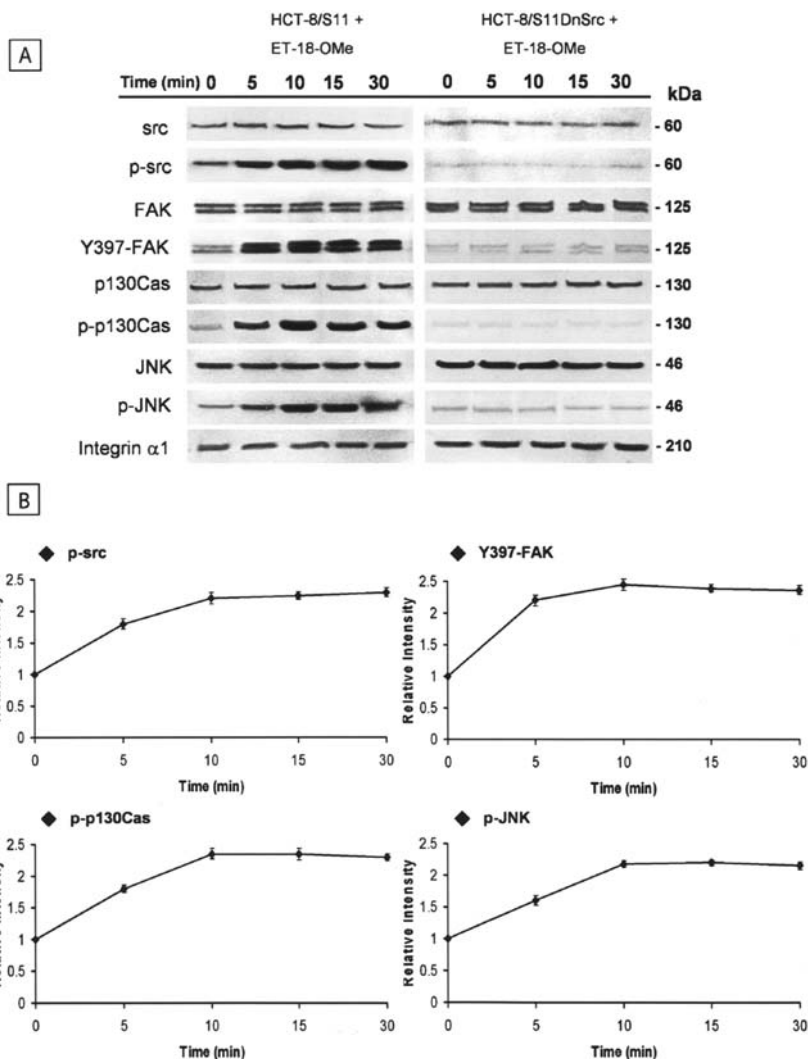 A
HCT-8/S11 +
ET-18-OMe
HCT-8/S11DnSrc +
ET-18-OMe
Time (min) 0 5 10 15 30 0 5 10 15 30 kDa
src - 60
p-src - 60
FAK - 125
Y397-FAK - 125
p130Cas - 130
p-p130Cas - 130
JNK - 46
p-JNK - 46
Integrin α1 - 210
B
p-src
2.5
2
1.5
1
0.5
0
0 5 10 15 30
Time (min)
Y397-FAK
Relative Intensity
2.5
2
1.5
1
0.5
0
0 5 10 15 30
Time (min)
p-p130Cas
2.5
2
1.5
1
0.5
0
0 5 10 15 30
Time (min)
p-JNK
Relative Intensity
2.5
2
1.5
1
0.5
0
0 5 10 15 30
Time (min)